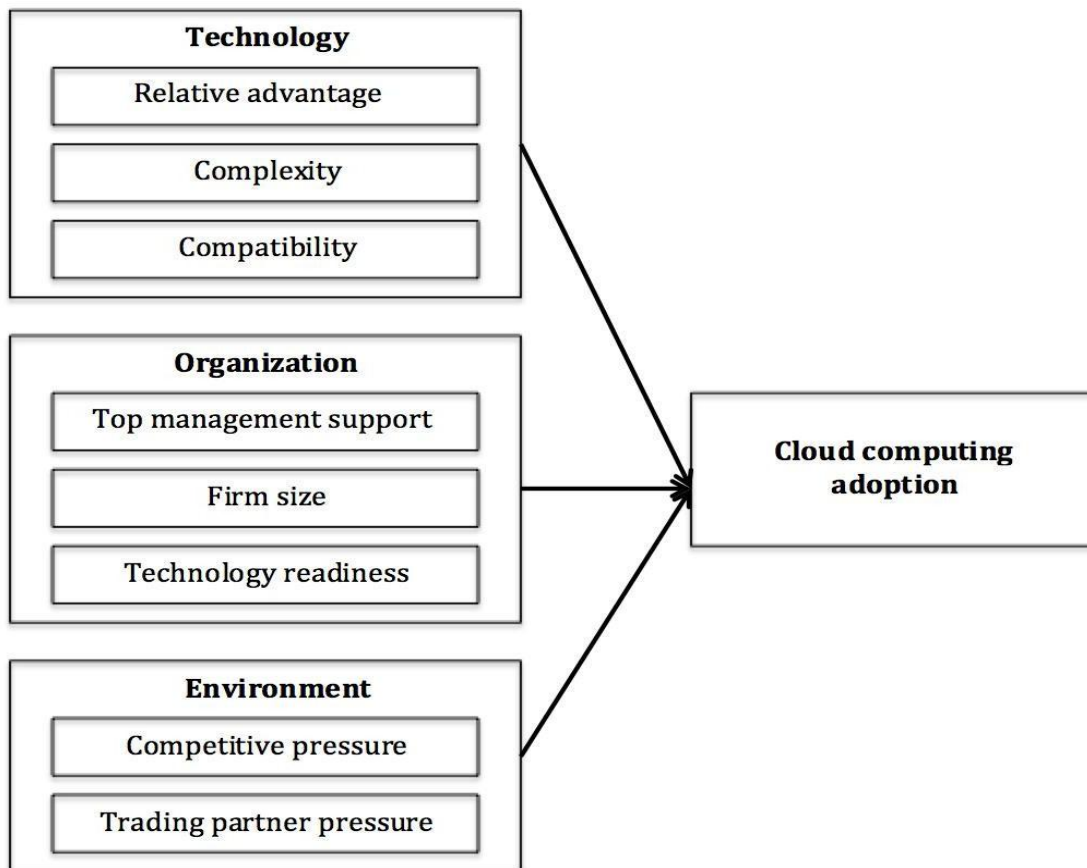 Technology
Relative advantage
Complexity
Compatibility
Organization
Top management support
Firm size
Technology readiness
Environment
Competitive pressure
Trading partner pressure
Cloud computing
adoption